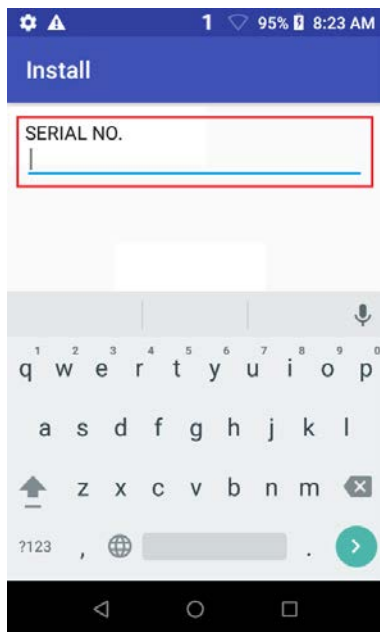 1 95% 8:23 AM
Install
SERIAL NO.
1 2 3 4 5 6 7 8 9 0
q w e r t y u i o p
a s d f g h j k l
z x c v b n m
?123 , .